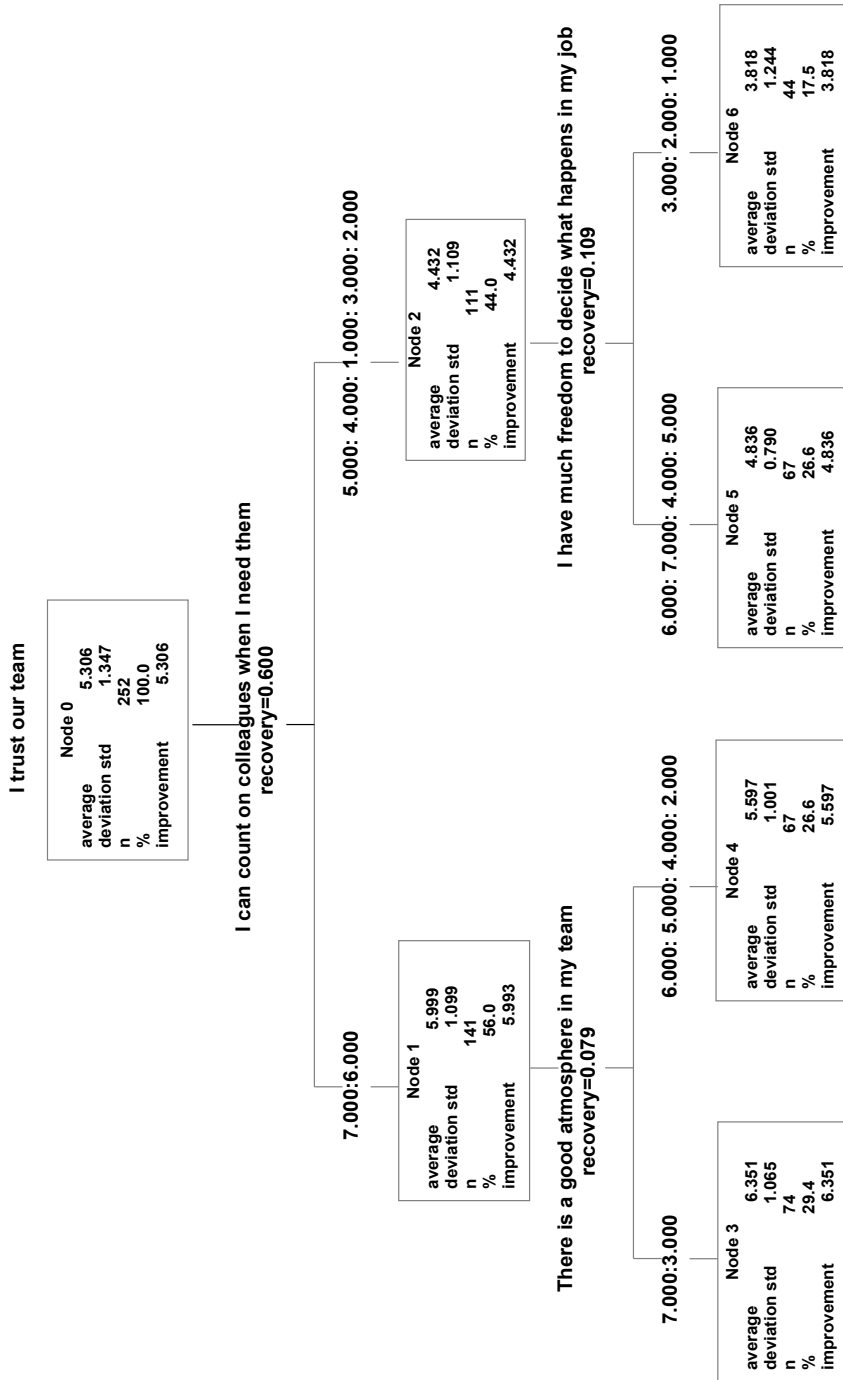 I trust our team
Node 0
average 5.306
deviation std 1.347
n 252
% 100.0
improvement 5.306
I can count on colleagues when I need them
recovery=0.600
7.000:6.000
5.000: 4.000: 1.000: 3.000: 2.000
Node 1
average 5.999
deviation std 1.099
n 141
% 56.0
improvement 5.993
Node 2
average 4.432
deviation std 1.109
n 111
% 44.0
improvement 4.432
There is a good atmosphere in my team
recovery=0.079
I have much freedom to decide what happens in my job
recovery=0.109
7.000:3.000
6.000: 5.000: 4.000: 2.000
6.000: 7.000: 4.000: 5.000
3.000: 2.000: 1.000
Node 3
average 6.351
deviation std 1.065
n 74
% 29.4
improvement 6.351
Node 4
average 5.597
deviation std 1.001
n 67
% 26.6
improvement 5.597
Node 5
average 4.836
deviation std 0.790
n 67
% 26.6
improvement 4.836
Node 6
average 3.818
deviation std 1.244
n 44
% 17.5
improvement 3.818